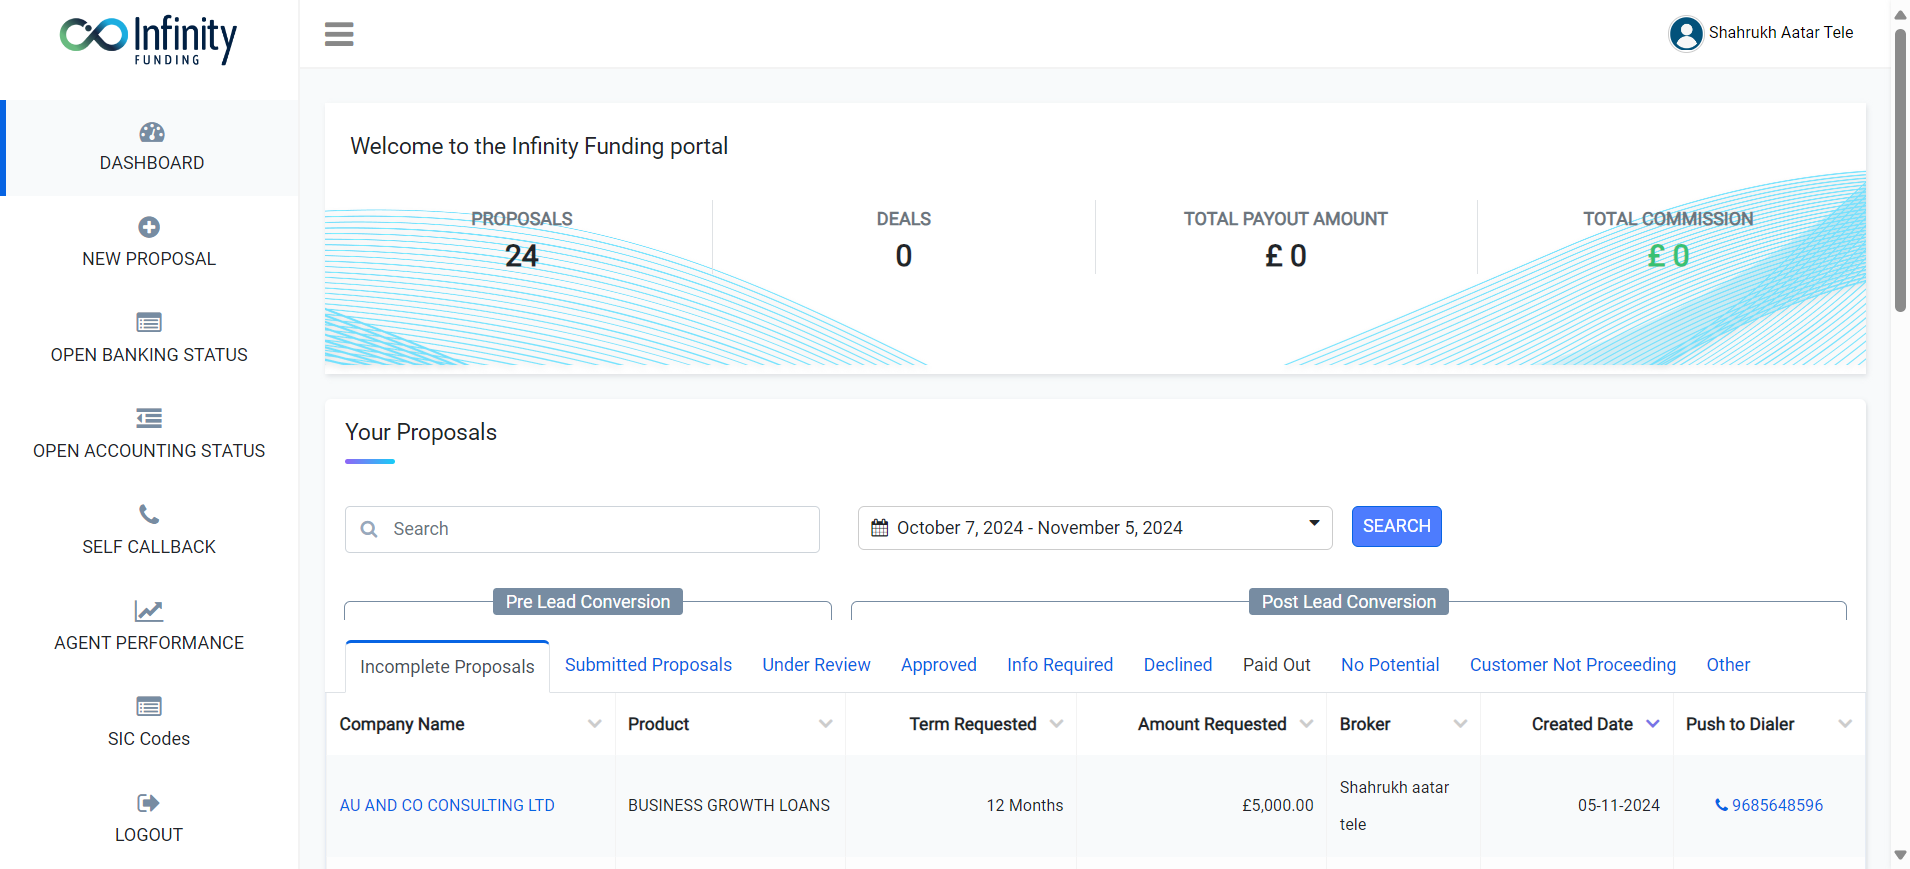 Infinity
FUNDING
Shahrukh Aatar Tele
DASHBOARD
NEW PROPOSAL
OPEN BANKING STATUS
OPEN ACCOUNTING STATUS
SELF CALLBACK
AGENT PERFORMANCE
SIC Codes
LOGOUT
Welcome to the Infinity Funding portal
PROPOSALS
24
DEALS
0
TOTAL PAYOUT AMOUNT
£ 0
TOTAL COMMISSION
£ 0
Your Proposals
Search
October 7, 2024 - November 5, 2024
SEARCH
Pre Lead Conversion
Post Lead Conversion
Incomplete Proposals Submitted Proposals Under Review Approved Info Required Declined Paid Out No Potential Customer Not Proceeding Other
Company Name Product Term Requested Amount Requested Broker Created Date Push to Dialer
AU AND CO CONSULTING LTD BUSINESS GROWTH LOANS 12 Months £5,000.00 Shahrukh aatar
tele 05-11-2024 9685648596